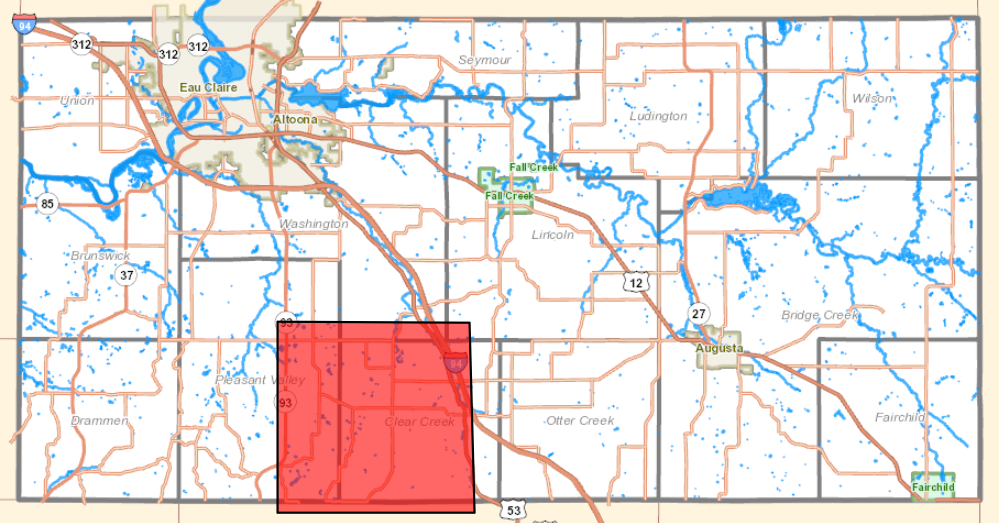 94
312
312
312
Seymour
Eau Claire
Union
Wilson
Ludington
Altoona
Fall Creek
Fall Creek
85
Washington
Lincoln
Brunswick
37
12
93
27
Bridge Creek
Augusta
94
Pleasant Valley
93
Drammen
Clear Creek
Otter Creek
Fairchild
Fairchild
53